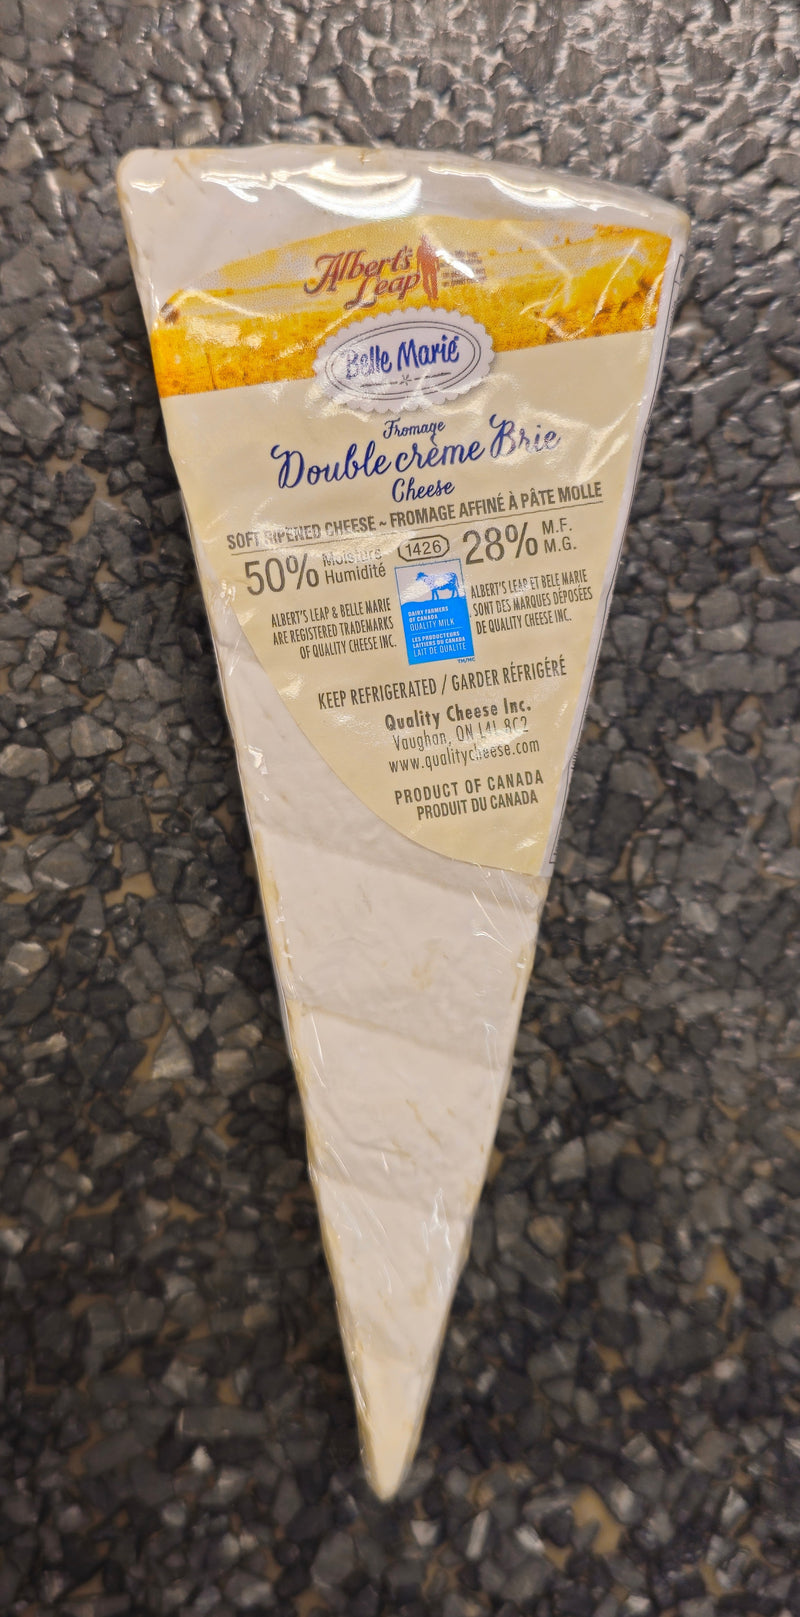 Albert's
Leap
Belle Marie
Fromage
Double crème Brie
Cheese
SOFT RIPENED CHEESE ~ FROMAGE AFFINÉ À PÂTE MOLLE
50% Moisture Humidité
1426
28% M.F. M.G.
ALBERT'S LEAP & BELLE MARIE
ARE REGISTERED TRADEMARKS
OF QUALITY CHEESE INC.
DAIRY FARMERS
OF CANADA
QUALITY MILK
LES PRODUCTEURS
LAITIERS DU CANADA
LAIT DE QUALITÉ
TM/MC
ALBERT'S LEAP ET BELE MARIE
SONT DES MARQUES DÉPOSÉES
DE QUALITY CHEESE INC.
KEEP REFRIGERATED / GARDER RÉFRIGÉRÉ
Quality Cheese Inc.
Vaughan, ON L4L 8C2
www.qualitycheese.com
PRODUCT OF CANADA
PRODUIT DU CANADA